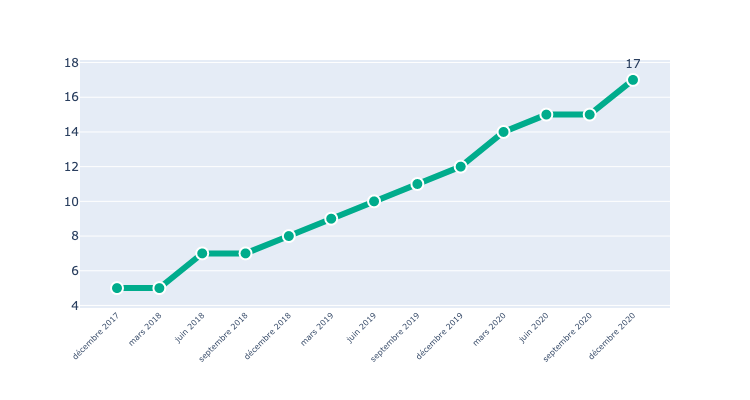 18
17
16
14
12
10
8
6
4
décembre 2017
mars 2018
juin 2018
septembre 2018
décembre 2018
mars 2019
juin 2019
septembre 2019
décembre 2019
mars 2020
juin 2020
septembre 2020
décembre 2020